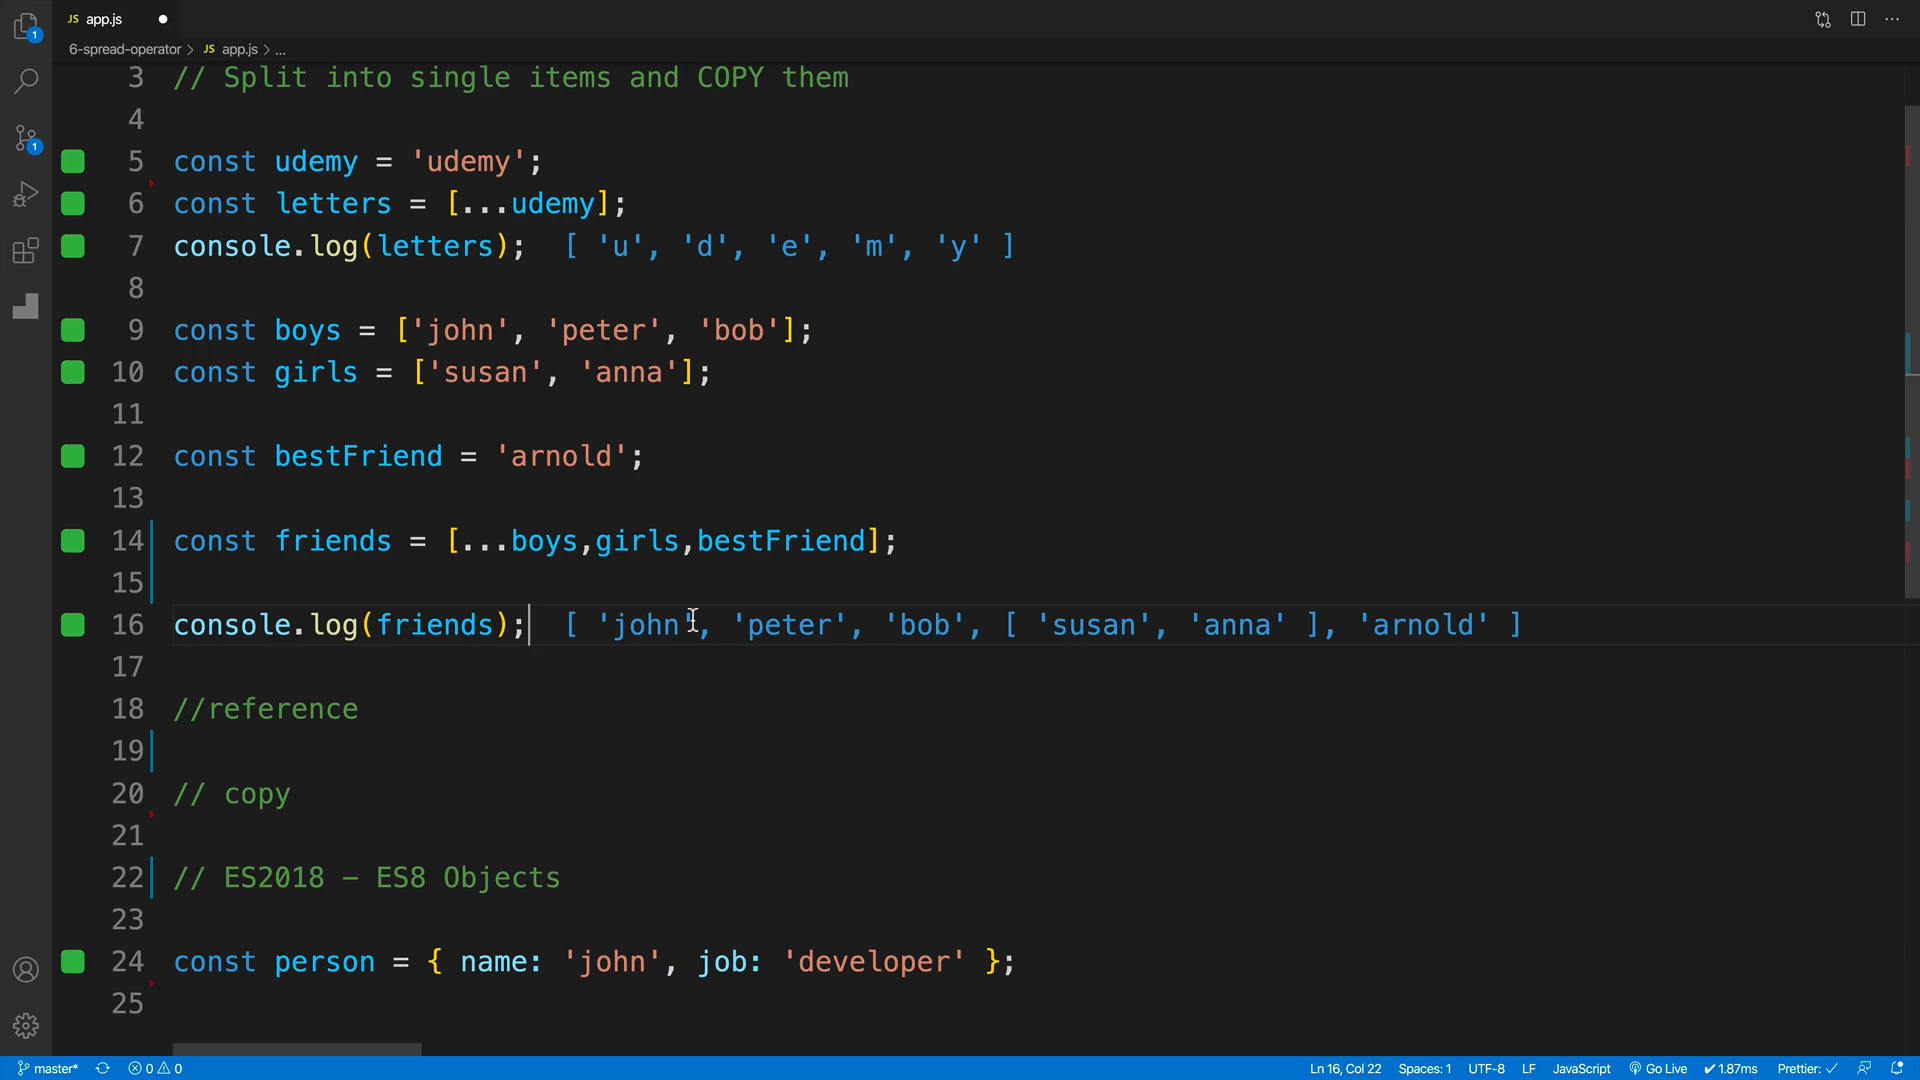 JS app.js
6-spread-operator > JS app.js > ...
3 // Split into single items and COPY them
4
5 const udemy = 'udemy';
6 const letters = [...udemy];
7 console.log(letters); [ 'u', 'd', 'e', 'm', 'y' ]
8
9 const boys = ['john', 'peter', 'bob'];
10 const girls = ['susan', 'anna'];
11
12 const bestFriend = 'arnold';
13
14 const friends = [...boys,girls,bestFriend];
15
16 console.log(friends); [ 'john', 'peter', 'bob', [ 'susan', 'anna' ], 'arnold' ]
17
18 //reference
19
20 // copy
21
22 // ES2018 - ES8 Objects
23
24 const person = { name: 'john', job: 'developer' };
25
1
1
master* 0 0 Ln 16, Col 22 Spaces: 1 UTF-8 LF JavaScript Go Live ✓ 1.87ms Prettier: ✓